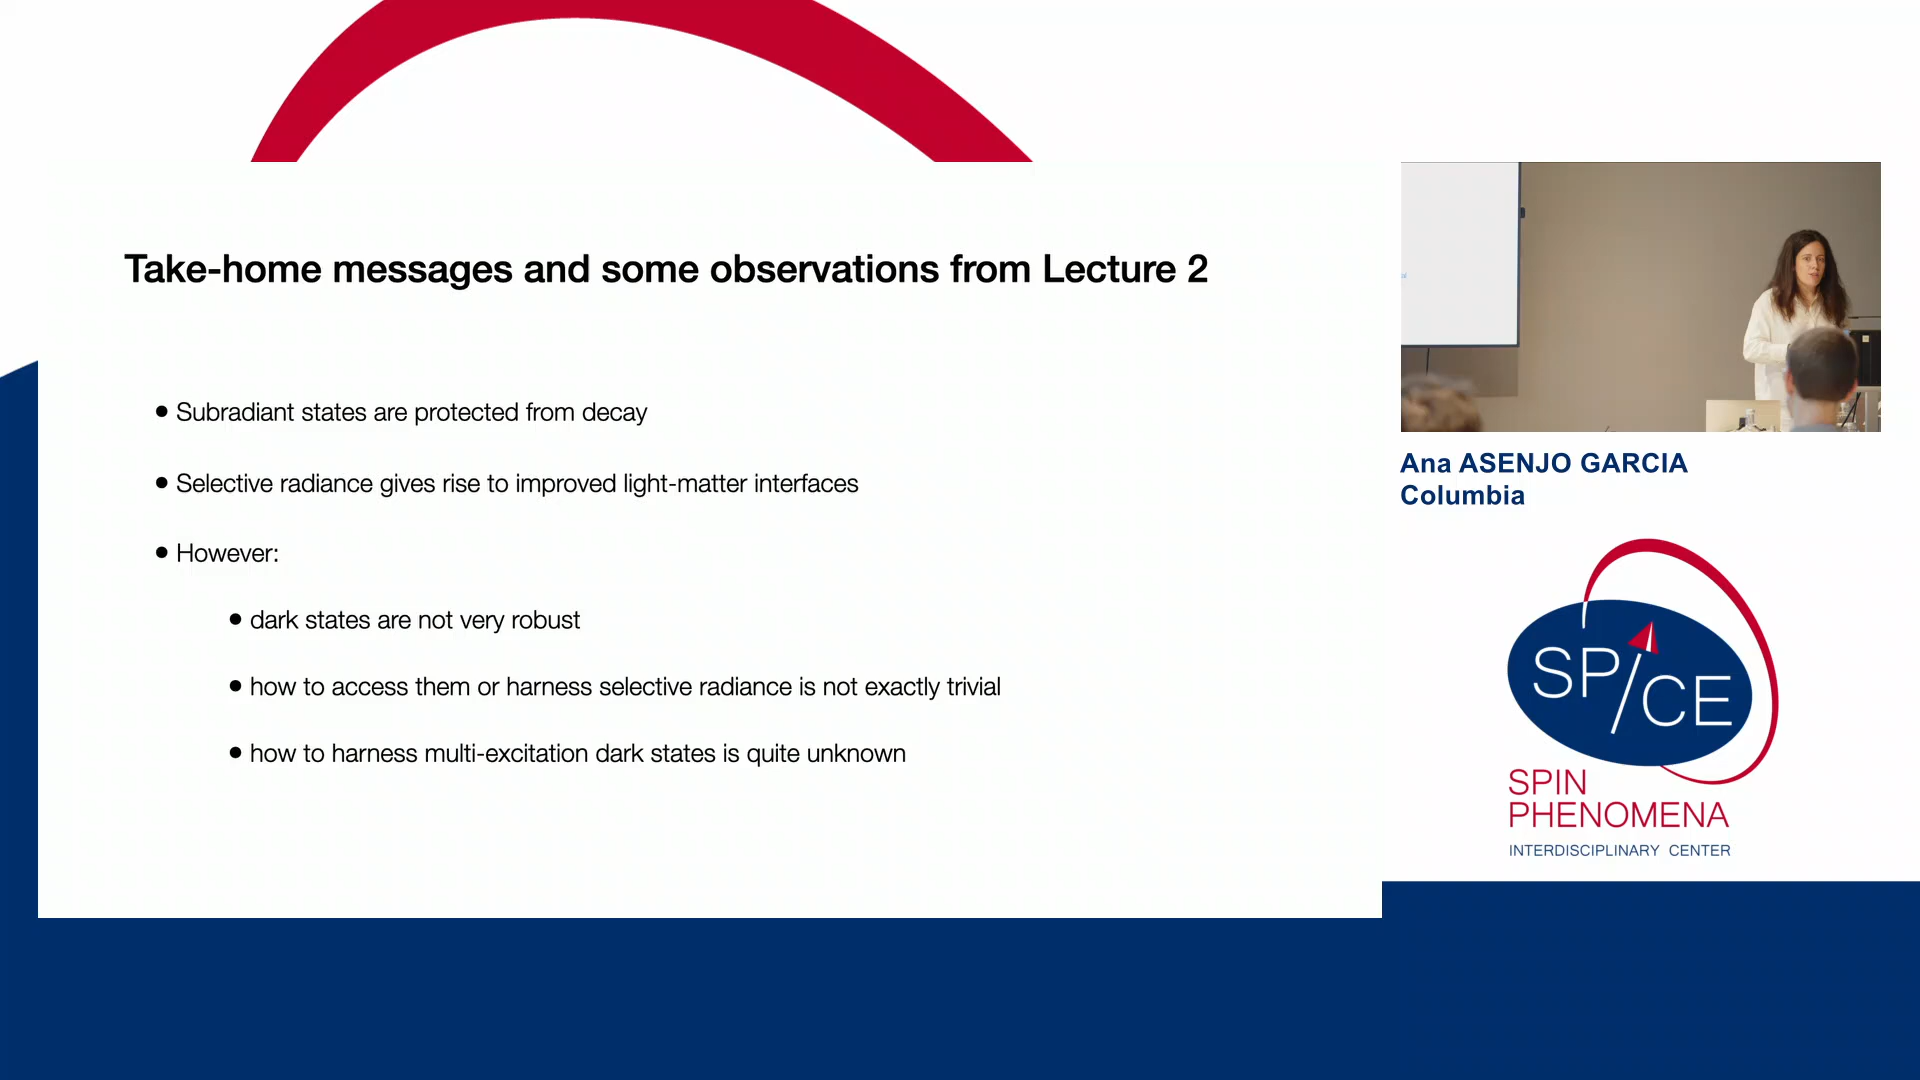 Take-home messages and some observations from Lecture 2
• Subradiant states are protected from decay
• Selective radiance gives rise to improved light-matter interfaces
• However:
• dark states are not very robust
• how to access them or harness selective radiance is not exactly trivial
• how to harness multi-excitation dark states is quite unknown
Ana ASENJO GARCIA
Columbia
SPICE
SPIN
PHENOMENA
INTERDISCIPLINARY CENTER